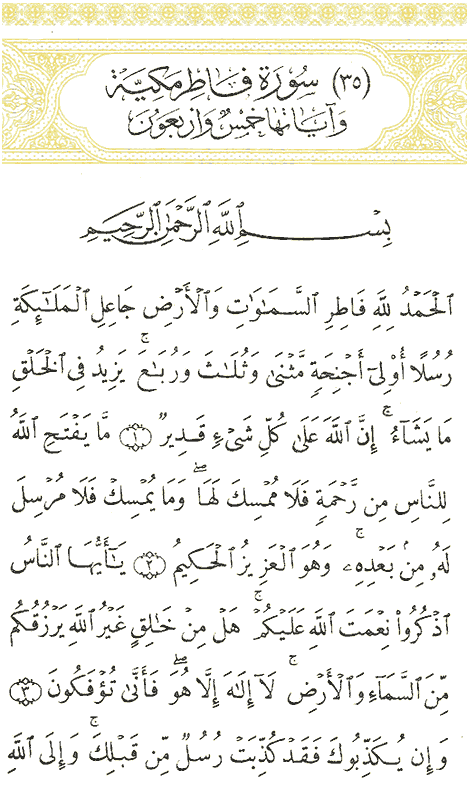 (٣٥) سُورَة فَاطِر مَكِيَّة
وَآيَاتهَا خَمْسٌ وَأَرْبَعُونَ
بِسْمِ ٱللَّهِ ٱلرَّحْمَٰنِ ٱلرَّحِيمِ
ٱلْحَمْدُ لِلَّهِ فَاطِرِ ٱلسَّمَٰوَٰتِ وَٱلْأَرْضِ جَاعِلِ ٱلْمَلَٰٓئِكَةِ
رُسُلًا أُو۟لِىٓ أَجْنِحَةٍ مَّثْنَىٰ وَثُلَٰثَ وَرُبَٰعَ ۚ يَزِيدُ فِى ٱلْخَلْقِ
مَا يَشَآءُ ۚ إِنَّ ٱللَّهَ عَلَىٰ كُلِّ شَىْءٍ قَدِيرٌ ۝١ مَّا يَفْتَحِ ٱللَّهُ
لِلنَّاسِ مِن رَّحْمَةٍ فَلَا مُمْسِكَ لَهَا ۖ وَمَا يُمْسِكْ فَلَا مُرْسِلَ
لَهُۥ مِنۢ بَعْدِهِۦ ۚ وَهُوَ ٱلْعَزِيزُ ٱلْحَكِيمُ ۝٢ يَٰٓأَيُّهَا ٱلنَّاسُ
ٱذْكُرُوا۟ نِعْمَتَ ٱللَّهِ عَلَيْكُمْ ۚ هَلْ مِنْ خَٰلِقٍ غَيْرُ ٱللَّهِ يَرْزُقُكُم
مِّنَ ٱلسَّمَآءِ وَٱلْأَرْضِ ۚ لَآ إِلَٰهَ إِلَّا هُوَ ۖ فَأَنَّىٰ تُؤْفَكُونَ ۝٣
وَإِن يُكَذِّبُوكَ فَقَدْ كُذِّبَتْ رُسُلٌ مِّن قَبْلِكَ ۚ وَإِلَى ٱللَّهِ